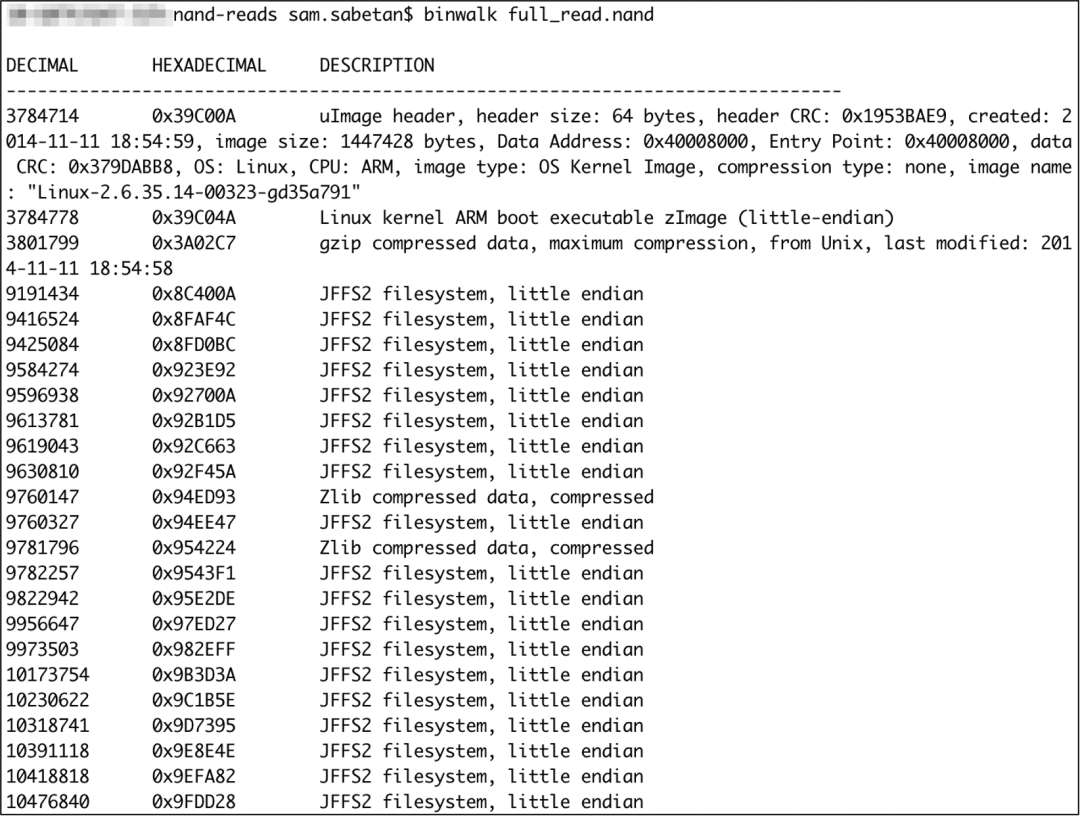 nand-reads sam.sabetan$ binwalk full_read.nand
DECIMAL       HEXADECIMAL     DESCRIPTION
--------------------------------------------------------------------------------
3784714       0x39C00A        uImage header, header size: 64 bytes, header CRC: 0x1953BAE9, created: 2
014-11-11 18:54:59, image size: 1447428 bytes, Data Address: 0x40008000, Entry Point: 0x40008000, data
 CRC: 0x379DABB8, OS: Linux, CPU: ARM, image type: OS Kernel Image, compression type: none, image name
: "Linux-2.6.35.14-00323-gd35a791"
3784778       0x39C04A        Linux kernel ARM boot executable zImage (little-endian)
3801799       0x3A02C7        gzip compressed data, maximum compression, from Unix, last modified: 201
4-11-11 18:54:58
9191434       0x8C400A        JFFS2 filesystem, little endian
9416524       0x8FAF4C        JFFS2 filesystem, little endian
9425084       0x8FD0BC        JFFS2 filesystem, little endian
9584274       0x923E92        JFFS2 filesystem, little endian
9596938       0x92700A        JFFS2 filesystem, little endian
9613781       0x92B1D5        JFFS2 filesystem, little endian
9619043       0x92C663        JFFS2 filesystem, little endian
9630810       0x92F45A        JFFS2 filesystem, little endian
9760147       0x94ED93        Zlib compressed data, compressed
9760327       0x94EE47        JFFS2 filesystem, little endian
9781796       0x954224        Zlib compressed data, compressed
9782257       0x9543F1        JFFS2 filesystem, little endian
9822942       0x95E2DE        JFFS2 filesystem, little endian
9956647       0x97ED27        JFFS2 filesystem, little endian
9973503       0x982EFF        JFFS2 filesystem, little endian
10173754      0x9B3D3A        JFFS2 filesystem, little endian
10230622      0x9C1B5E        JFFS2 filesystem, little endian
10318741      0x9D7395        JFFS2 filesystem, little endian
10391118      0x9E8E4E        JFFS2 filesystem, little endian
10418818      0x9EFA82        JFFS2 filesystem, little endian
10476840      0x9FDD28        JFFS2 filesystem, little endian